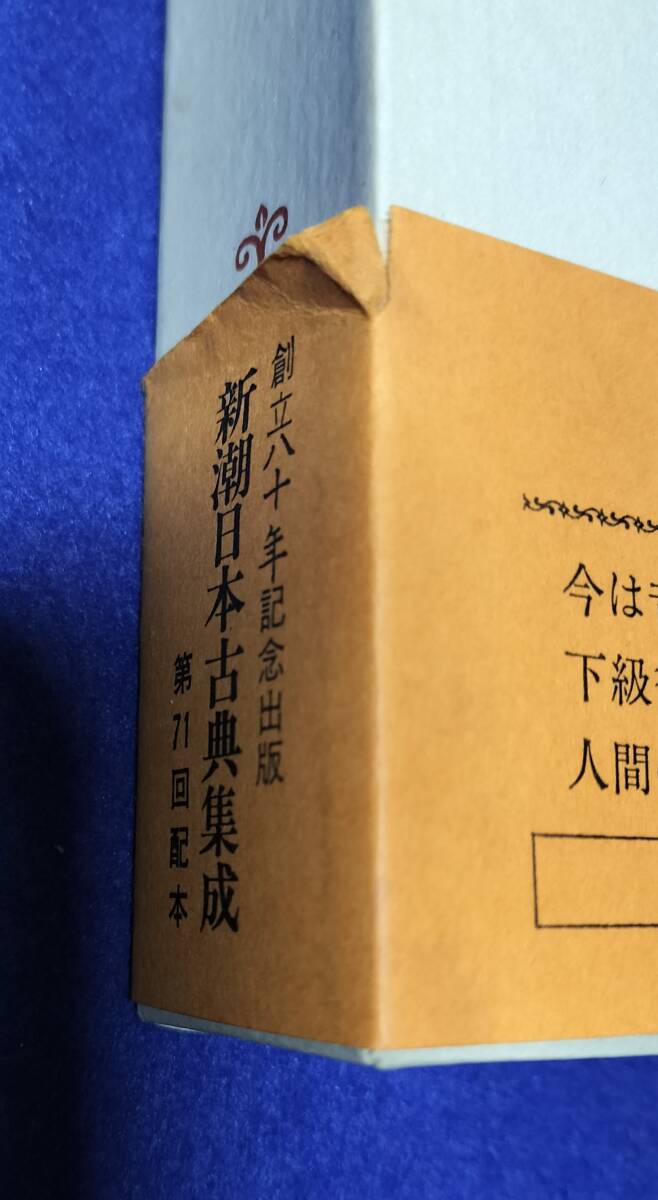 創立八十年記念出版
新潮日本古典集成
第71回配本
今は
下級
人間